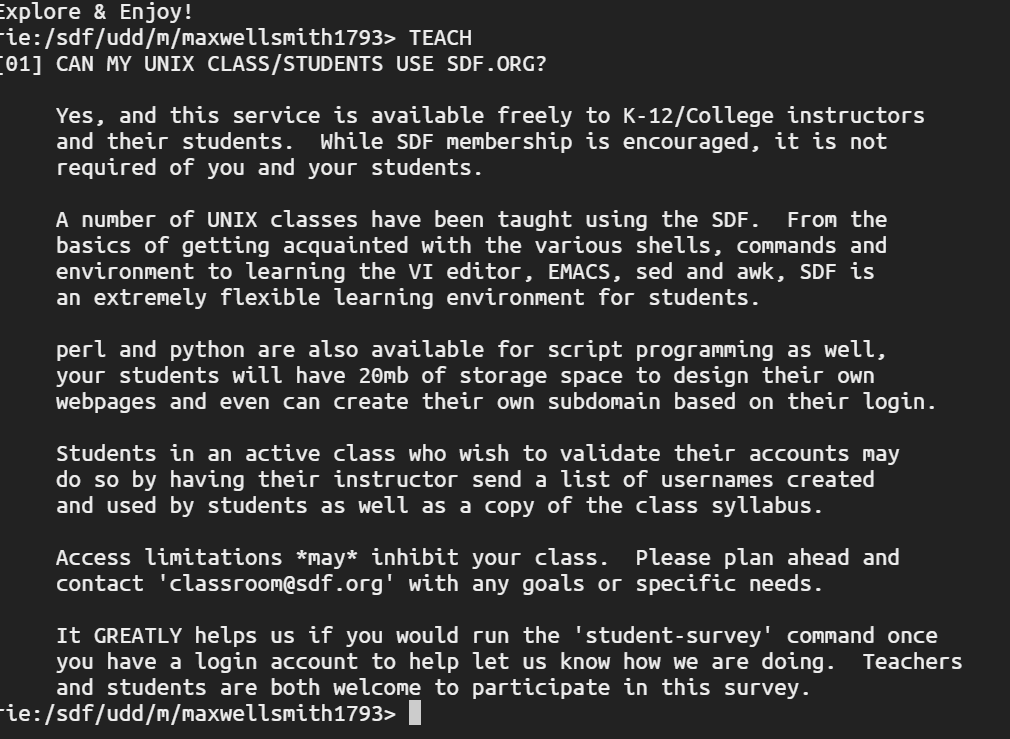 Explore & Enjoy!
rie:/sdf/udd/m/maxwellsmith1793> TEACH
[01] CAN MY UNIX CLASS/STUDENTS USE SDF.ORG?
Yes, and this service is available freely to K-12/College instructors
and their students.  While SDF membership is encouraged, it is not
required of you and your students.
A number of UNIX classes have been taught using the SDF.  From the
basics of getting acquainted with the various shells, commands and
environment to learning the VI editor, EMACS, sed and awk, SDF is
an extremely flexible learning environment for students.
perl and python are also available for script programming as well,
your students will have 20mb of storage space to design their own
webpages and even can create their own subdomain based on their login.
Students in an active class who wish to validate their accounts may
do so by having their instructor send a list of usernames created
and used by students as well as a copy of the class syllabus.
Access limitations *may* inhibit your class.  Please plan ahead and
contact 'classroom@sdf.org' with any goals or specific needs.
It GREATLY helps us if you would run the 'student-survey' command once
you have a login account to help let us know how we are doing.  Teachers
and students are both welcome to participate in this survey.
rie:/sdf/udd/m/maxwellsmith1793>